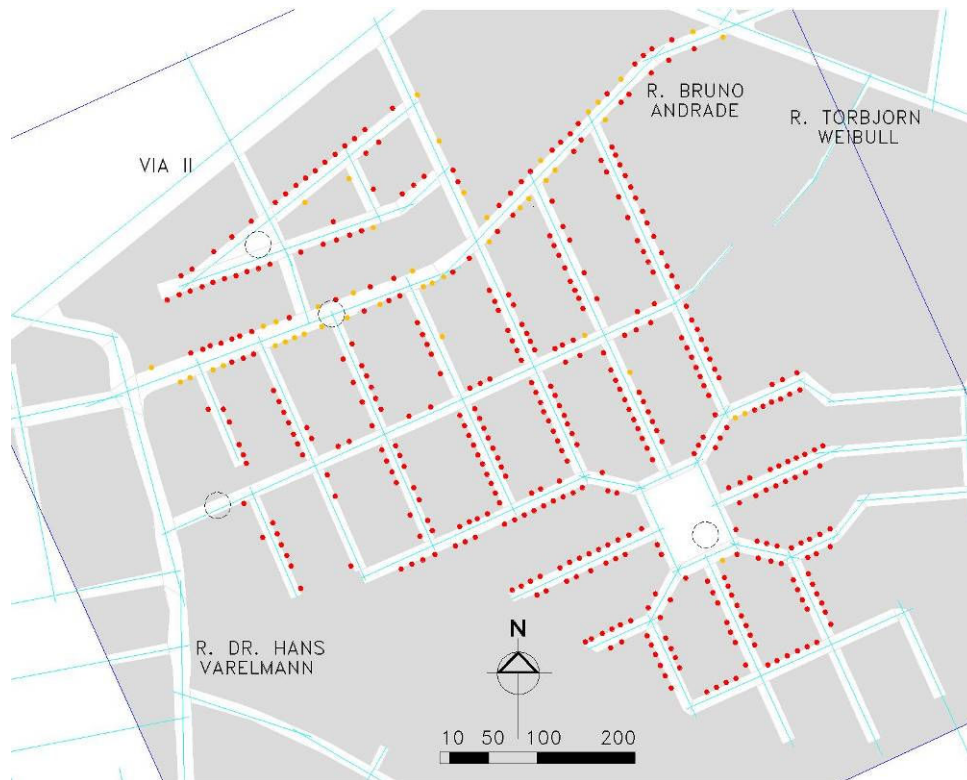 R. BRUNO
ANDRADE
R. TORBJORN
WEIBULL
VIA II
R. DR. HANS
VARELMANN
N
10 50 100 200